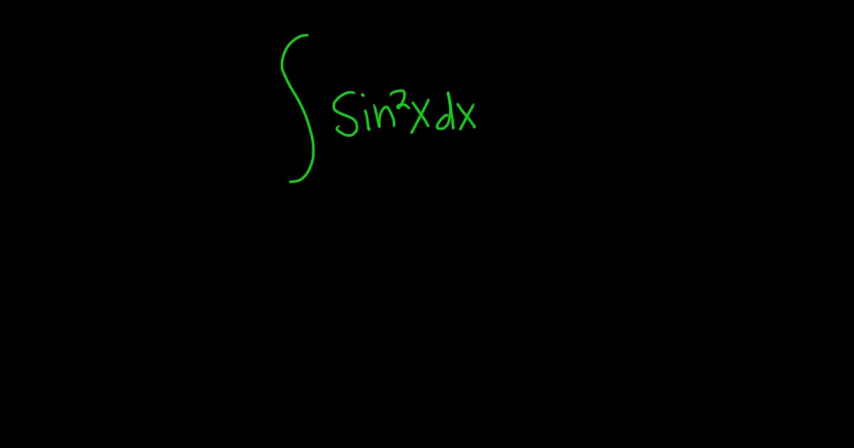 ∫ Sin²x dx